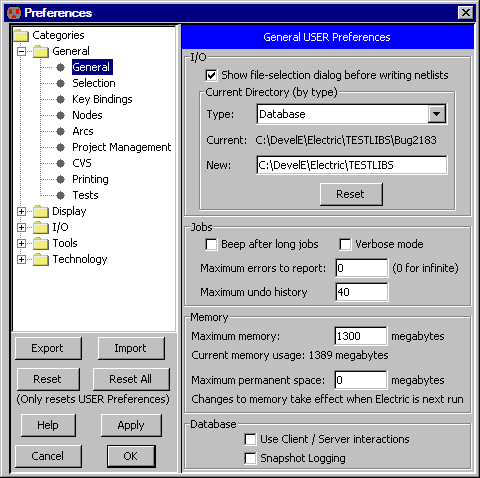 Preferences
Categories
General
General
Selection
Key Bindings
Nodes
Arcs
Project Management
CVS
Printing
Tests
Display
I/O
Tools
Technology
Export Import
Reset Reset All
(Only resets USER Preferences)
Help Apply
Cancel OK
General USER Preferences
I/O
Show file-selection dialog before writing netlists
Current Directory (by type)
Type: Database
Current: C:\DevelE\Electric\TESTLIBS\Bug2183
New: C:\DevelE\Electric\TESTLIBS
Reset
Jobs
Beep after long jobs Verbose mode
Maximum errors to report: 0 (0 for infinite)
Maximum undo history 40
Memory
Maximum memory: 1300 megabytes
Current memory usage: 1389 megabytes
Maximum permanent space: 0 megabytes
Changes to memory take effect when Electric is next run
Database
Use Client / Server interactions
Snapshot Logging